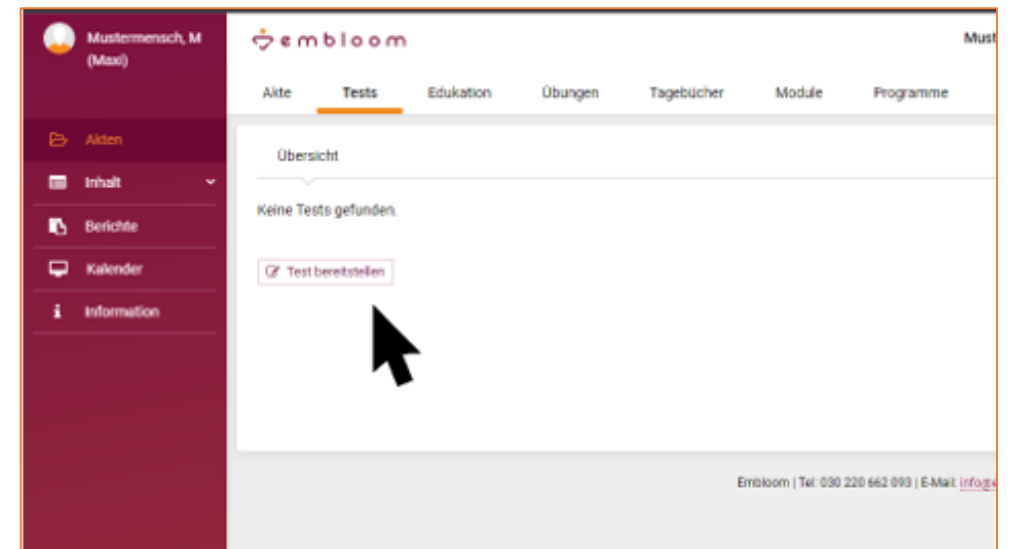 Mustermensch, M
(Maxi)
Akten
Inhalt
Berichte
Kalender
Information
embloom
Must
Akte Tests Edukation Übungen Tagebücher Module Programme
Übersicht
Keine Tests gefunden.
Test bereitstellen
Embloom | Tel: 030 220 662 093 | E-Mail: info@e